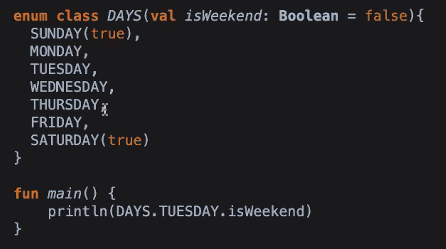 enum class DAYS(val isWeekend: Boolean = false){
  SUNDAY(true),
  MONDAY,
  TUESDAY,
  WEDNESDAY,
  THURSDAY,
  FRIDAY,
  SATURDAY(true)
}

fun main() {
    println(DAYS.TUESDAY.isWeekend)
}